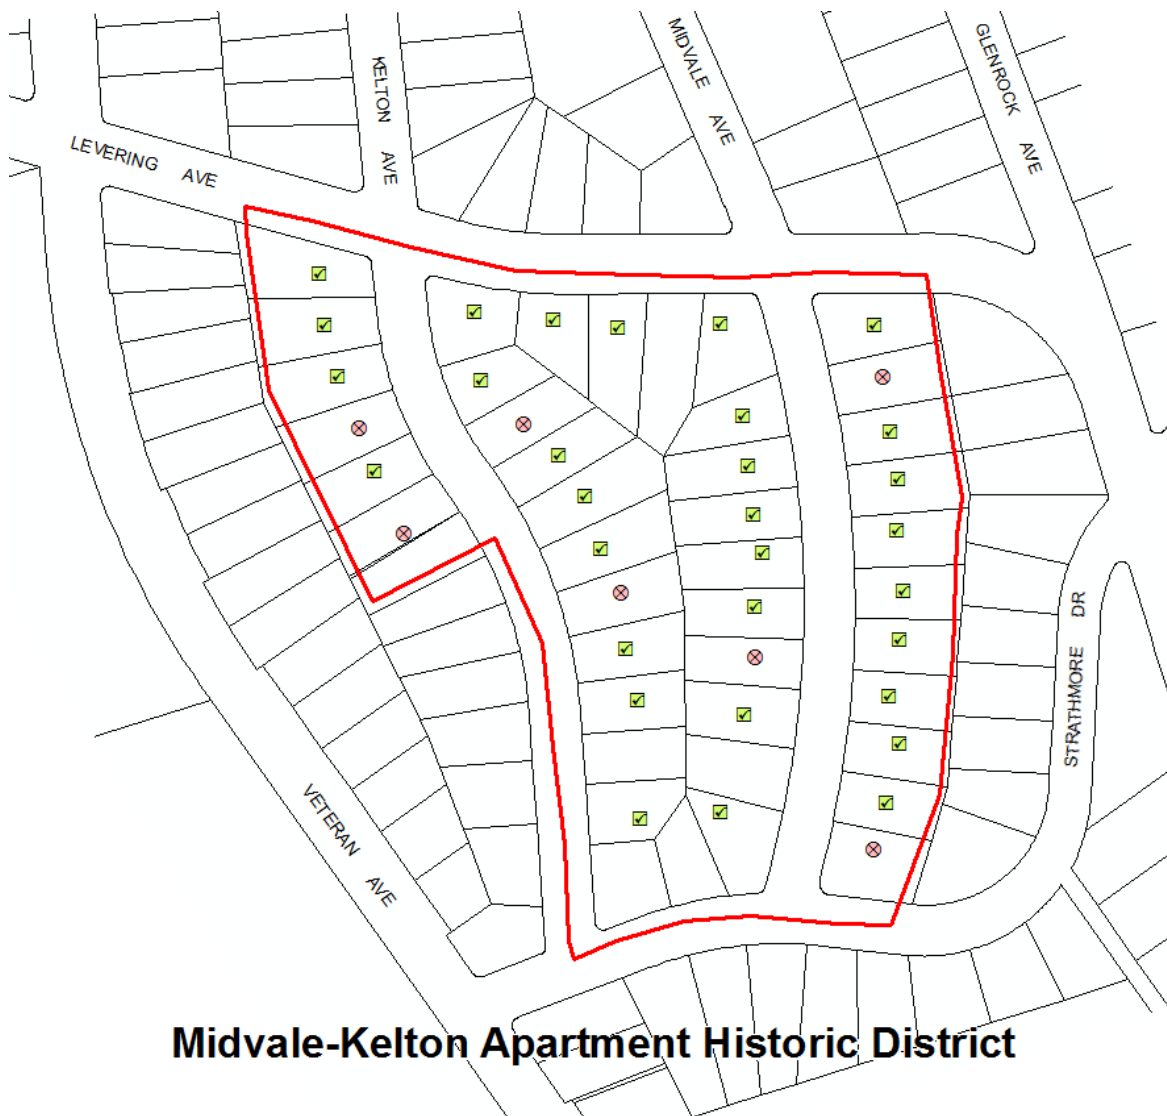 MIDVALE AVE
GLENROCK AVE
KELTON AVE
LEVERING AVE
STRATHMORE DR
VETERAN AVE
Midvale-Kelton Apartment Historic District